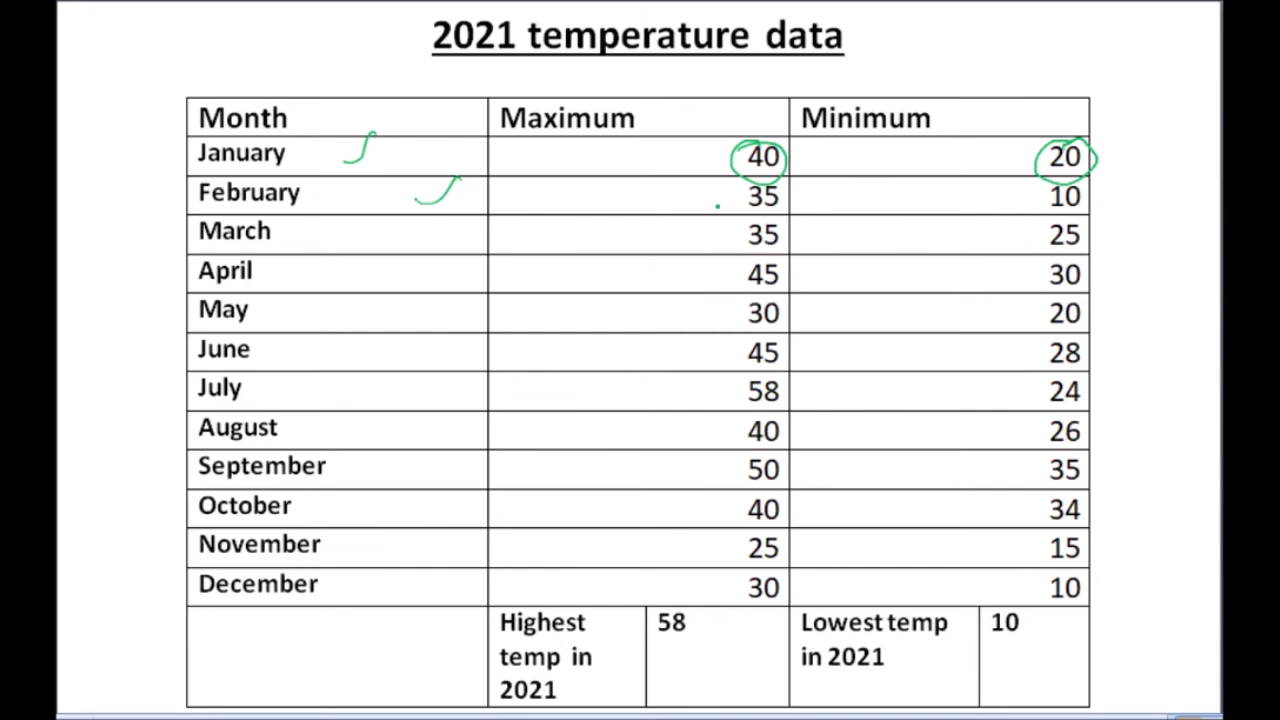 2021 temperature data
Month Maximum Minimum
January 40 20
February 35 10
March 35 25
April 45 30
May 30 20
June 45 28
July 58 24
August 40 26
September 50 35
October 40 34
November 25 15
December 30 10
Highest 58 Lowest temp 10
temp in in 2021
2021